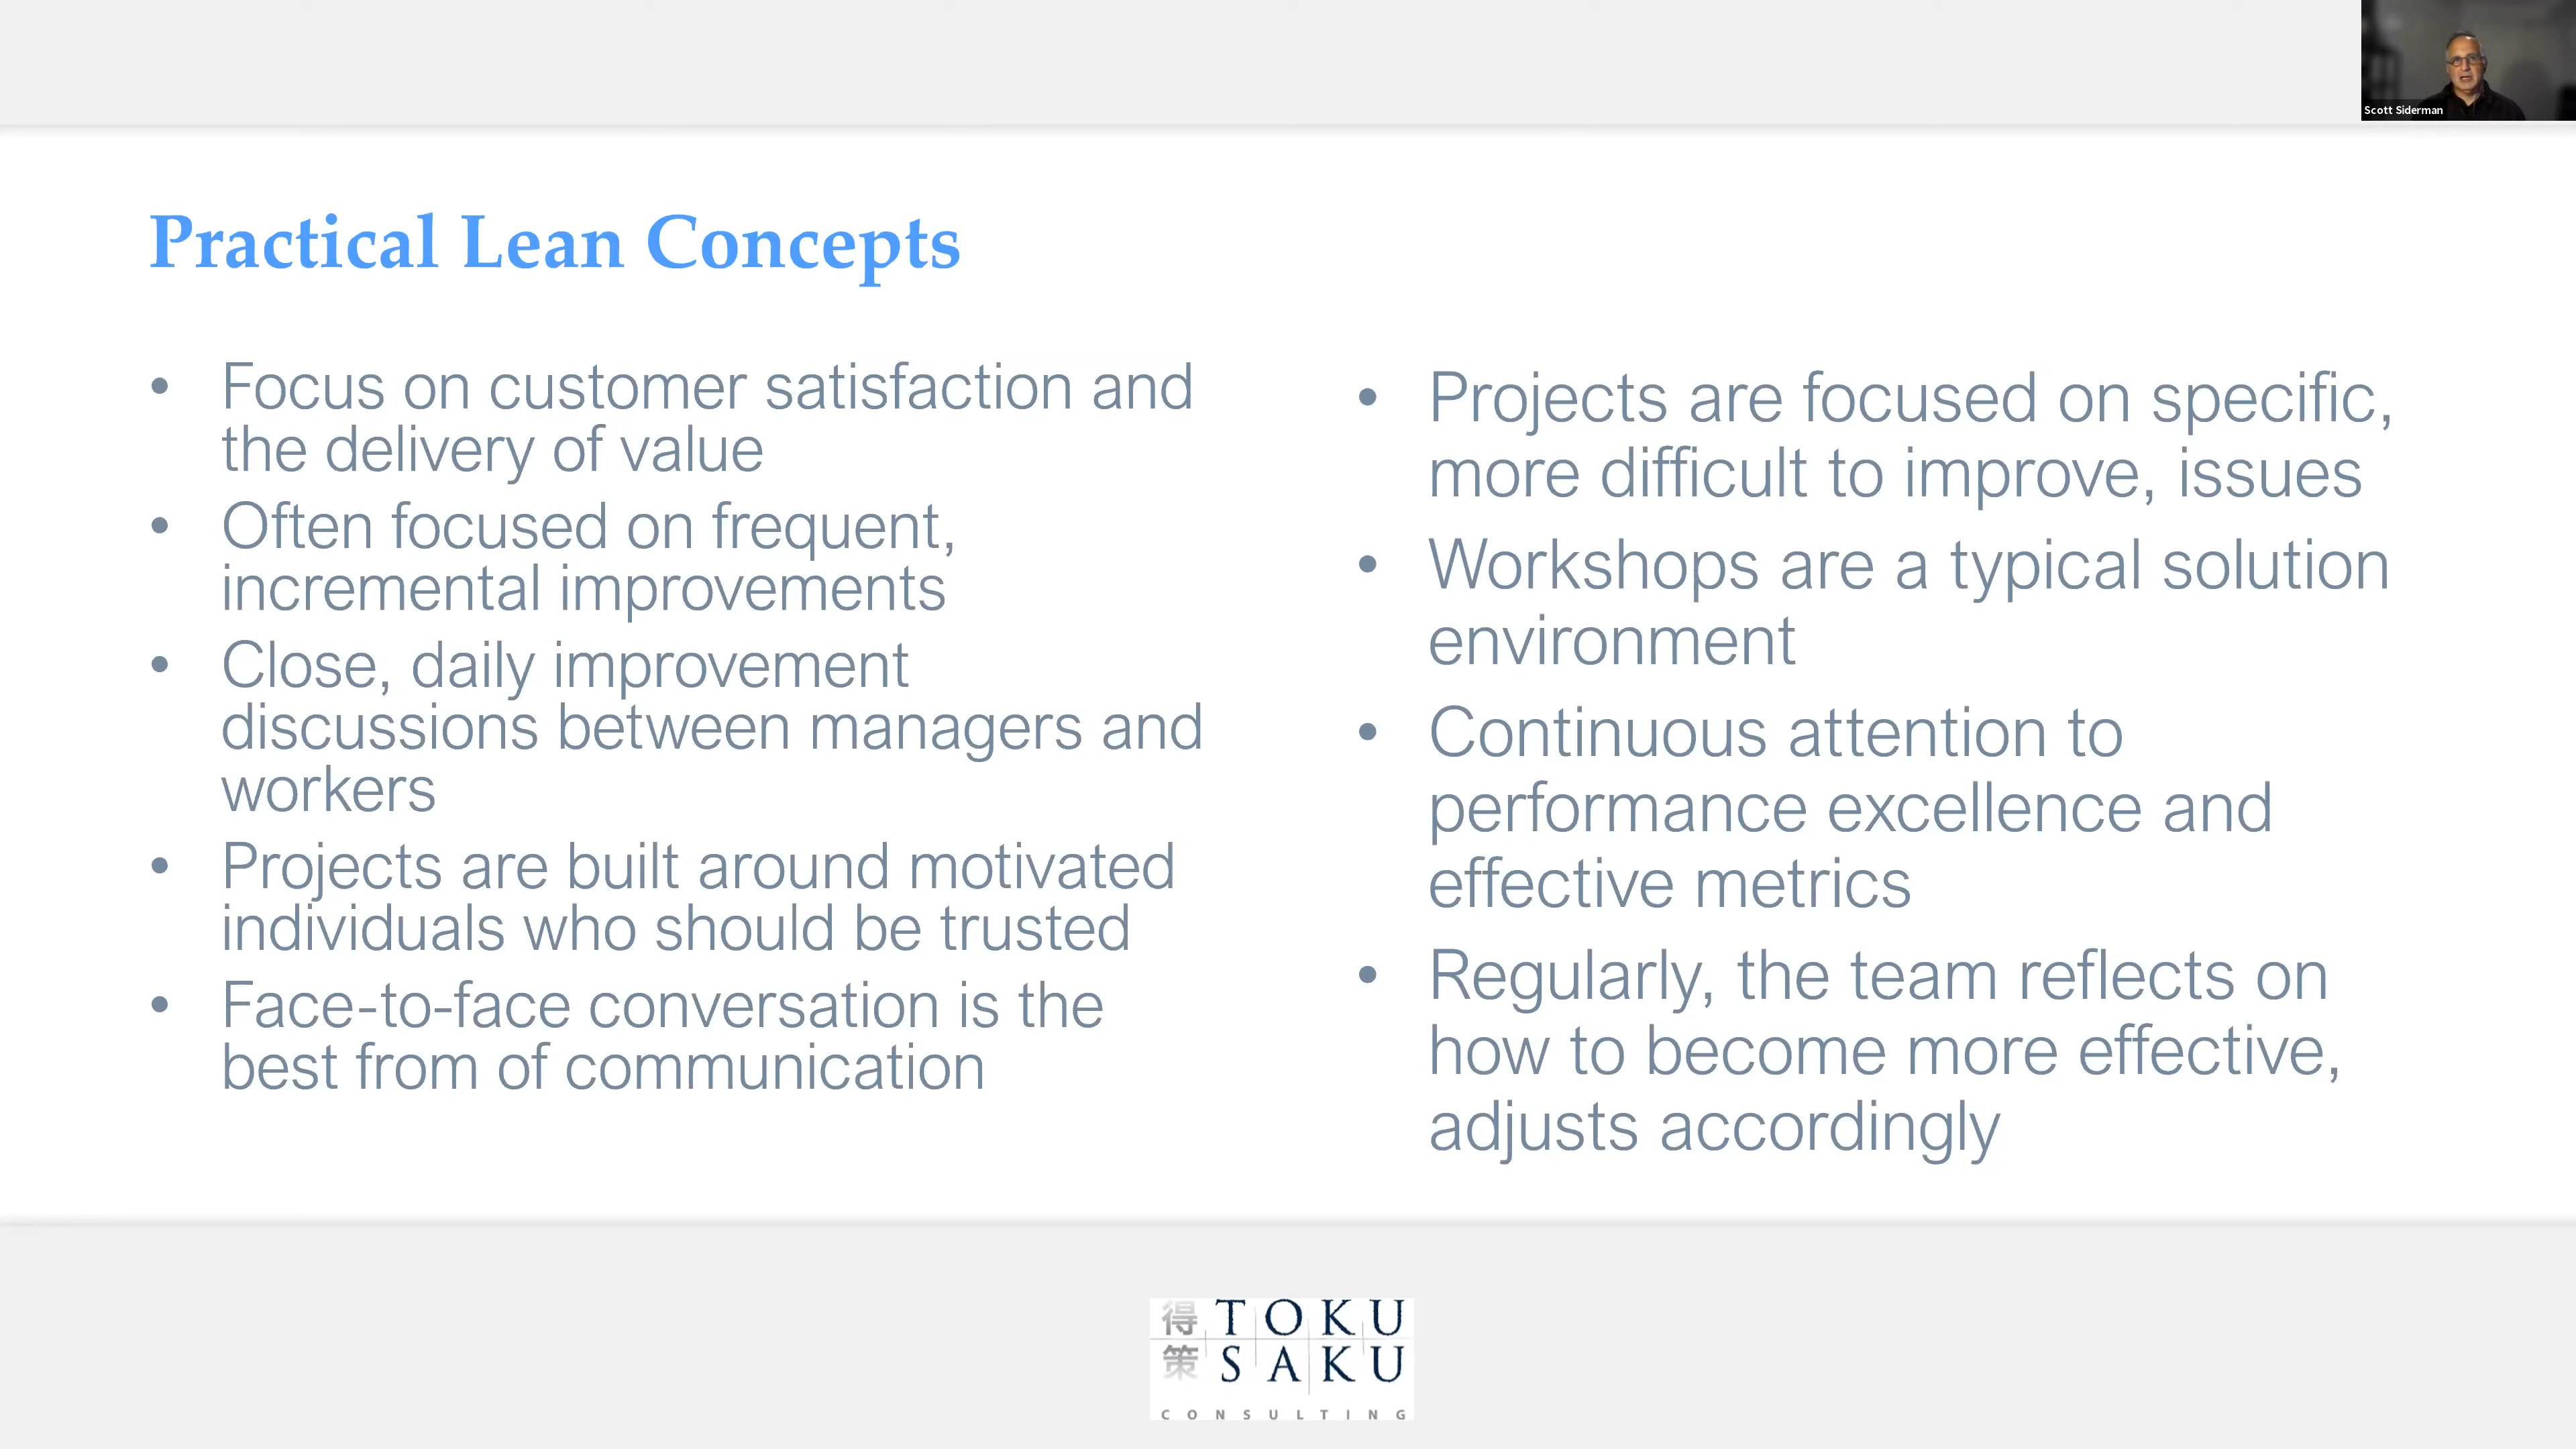 Scott Siderman
Practical Lean Concepts
• Focus on customer satisfaction and
the delivery of value
• Often focused on frequent,
incremental improvements
• Close, daily improvement
discussions between managers and
workers
• Projects are built around motivated
individuals who should be trusted
• Face-to-face conversation is the
best from of communication
• Projects are focused on specific,
more difficult to improve, issues
• Workshops are a typical solution
environment
• Continuous attention to
performance excellence and
effective metrics
• Regularly, the team reflects on
how to become more effective,
adjusts accordingly
得 TOKU
策 SAKU
CONSULTING